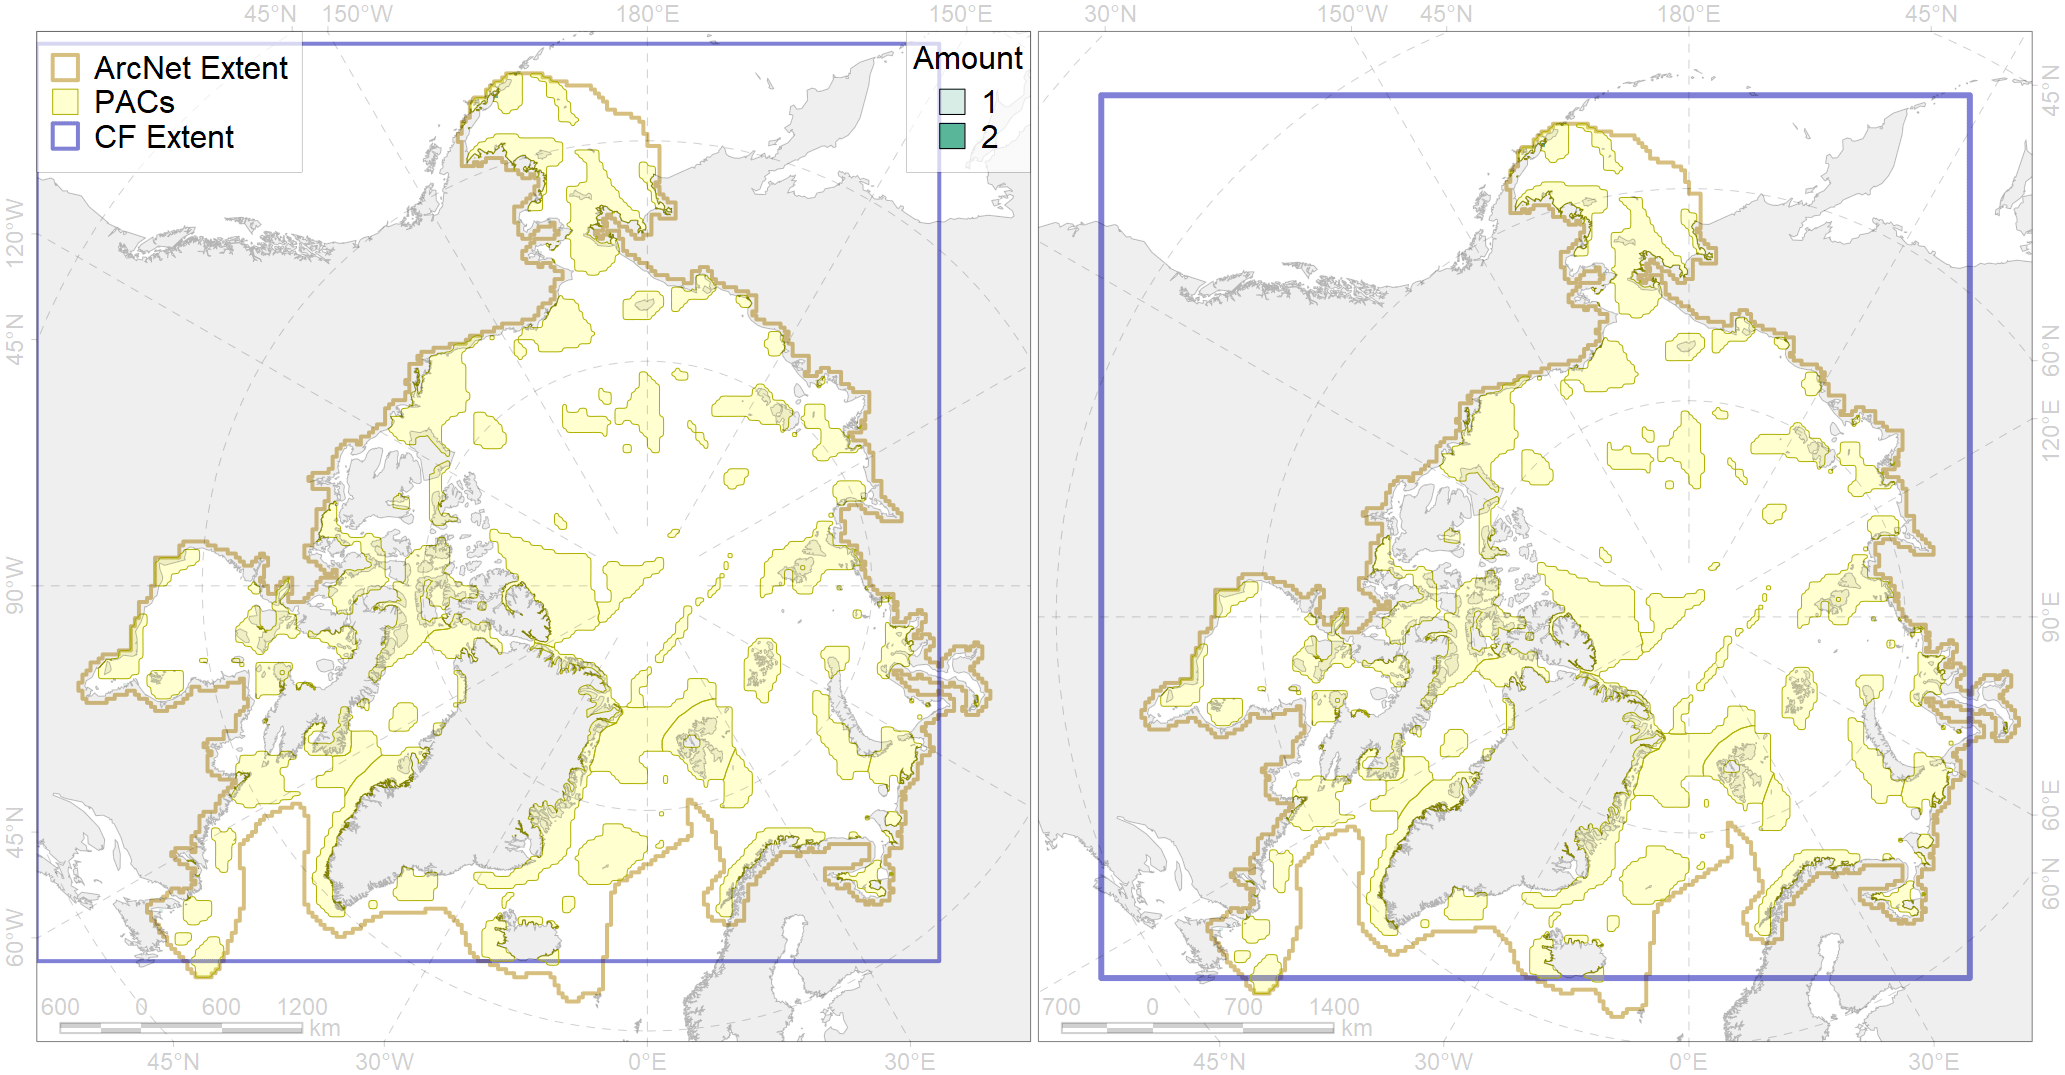 45°N 150°W 180°E 150°E
30°N 150°W 45°N 180°E 45°N
ArcNet Extent
PACs
CF Extent
Amount
1
2
120°W
45°N
90°W
45°N
60°W
45°N
60°N
120°E
90°E
60°E
60°N
600 0 600 1200
km
700 0 700 1400
km
45°N 30°W 0°E 30°E
45°N 30°W 0°E 30°E